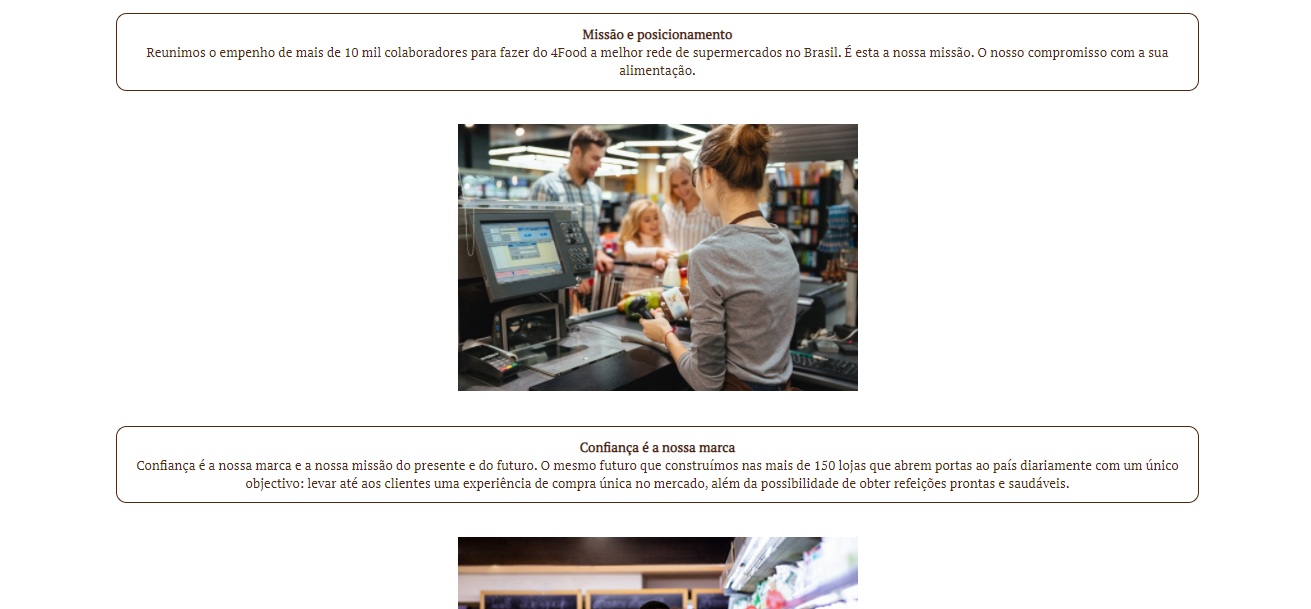 Missão e posicionamento
Reunimos o empenho de mais de 10 mil colaboradores para fazer do 4Food a melhor rede de supermercados no Brasil. É esta a nossa missão. O nosso compromisso com a sua
alimentação.
Confiança é a nossa marca
Confiança é a nossa marca e a nossa missão do presente e do futuro. O mesmo futuro que construímos nas mais de 150 lojas que abrem portas ao país diariamente com um único
objectivo: levar até aos clientes uma experiência de compra única no mercado, além da possibilidade de obter refeições prontas e saudáveis.